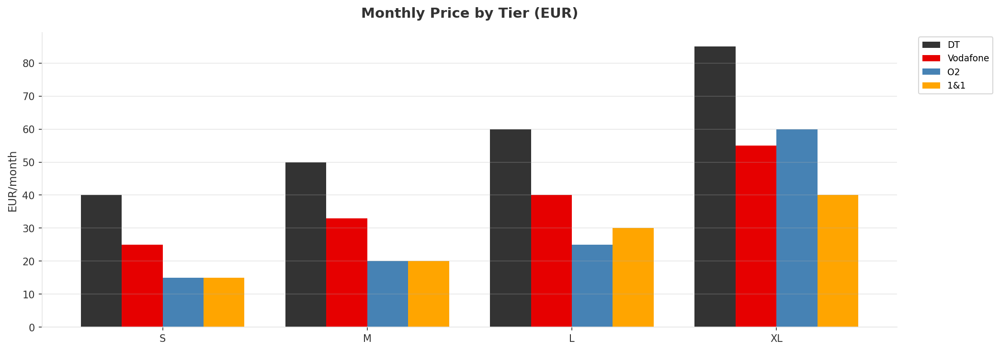 Monthly Price by Tier (EUR)
DT
Vodafone
O2
1&1
EUR/month
80
70
60
50
40
30
20
10
0
S
M
L
XL